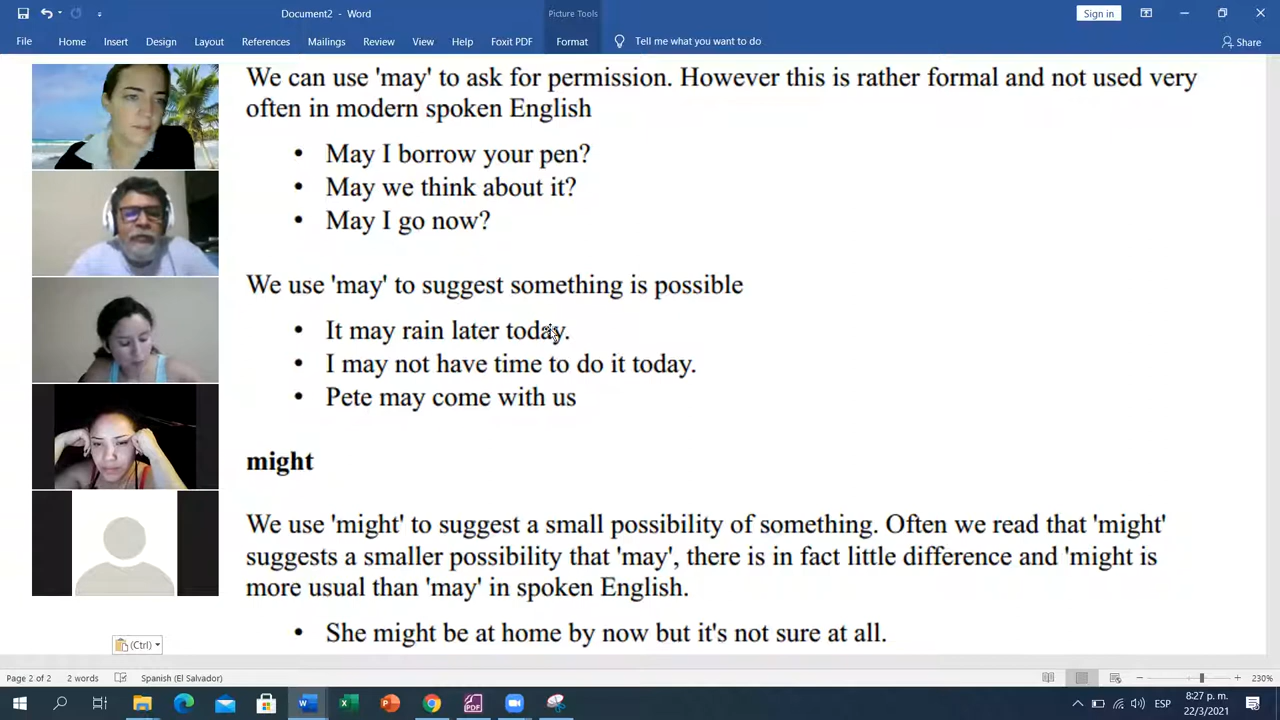 Document2 - Word
Picture Tools
Sign in
File
Home
Insert
Design
Layout
References
Mailings
Review
View
Help
Foxit PDF
Format
Tell me what you want to do
Share
We can use 'may' to ask for permission. However this is rather formal and not used very
often in modern spoken English
• May I borrow your pen?
• May we think about it?
• May I go now?
We use 'may' to suggest something is possible
• It may rain later today.
• I may not have time to do it today.
• Pete may come with us
might
We use 'might' to suggest a small possibility of something. Often we read that 'might'
suggests a smaller possibility that 'may', there is in fact little difference and 'might is
more usual than 'may' in spoken English.
• She might be at home by now but it's not sure at all.
(Ctrl)
Page 2 of 2
2 words
Spanish (El Salvador)
230%
ESP
8:27 p. m.
22/3/2021